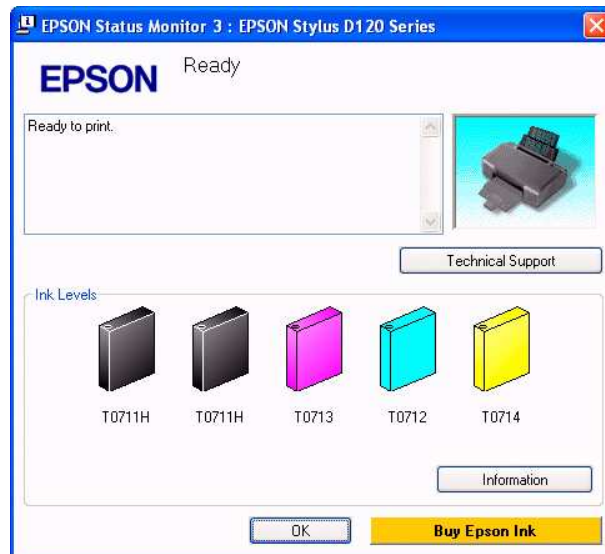 EPSON Status Monitor 3 : EPSON Stylus D120 Series
EPSON
Ready
Ready to print.
Technical Support
Ink Levels
T0711H T0711H T0713 T0712 T0714
Information
OK
Buy Epson Ink